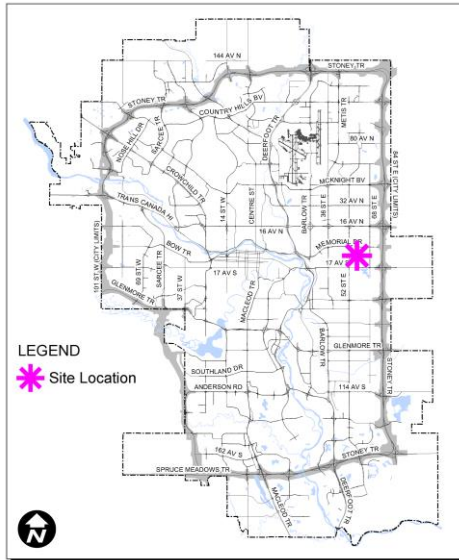 144 AV N
STONEY TR
STONEY TR
COUNTRY HILLS BV
DEERFOOT TR
METIS TR
NOSE HILL DR
SARCEE TR
80 AV N
CROWCHILD TR
84 ST E (CITY LIMITS)
MCKNIGHT BV
TRANS CANADA HI
14 ST W
CENTRE ST
BARLOW TR
36 ST E
32 AV N
68 ST E
16 AV N
16 AV N
MEMORIAL DR
BOW TR
17 AV S
17 AV S
101 ST W (CITY LIMITS)
69 ST W
SARCEE TR
37 ST W
52 ST E
GLENMORE TR
MACLEOD TR
BARLOW TR
GLENMORE TR
STONEY TR
LEGEND
Site Location
SOUTHLAND DR
ANDERSON RD
114 AV S
162 AV S
STONEY TR
SPRUCE MEADOWS TR
MACLEOD TR
DEERFOOT TR
N